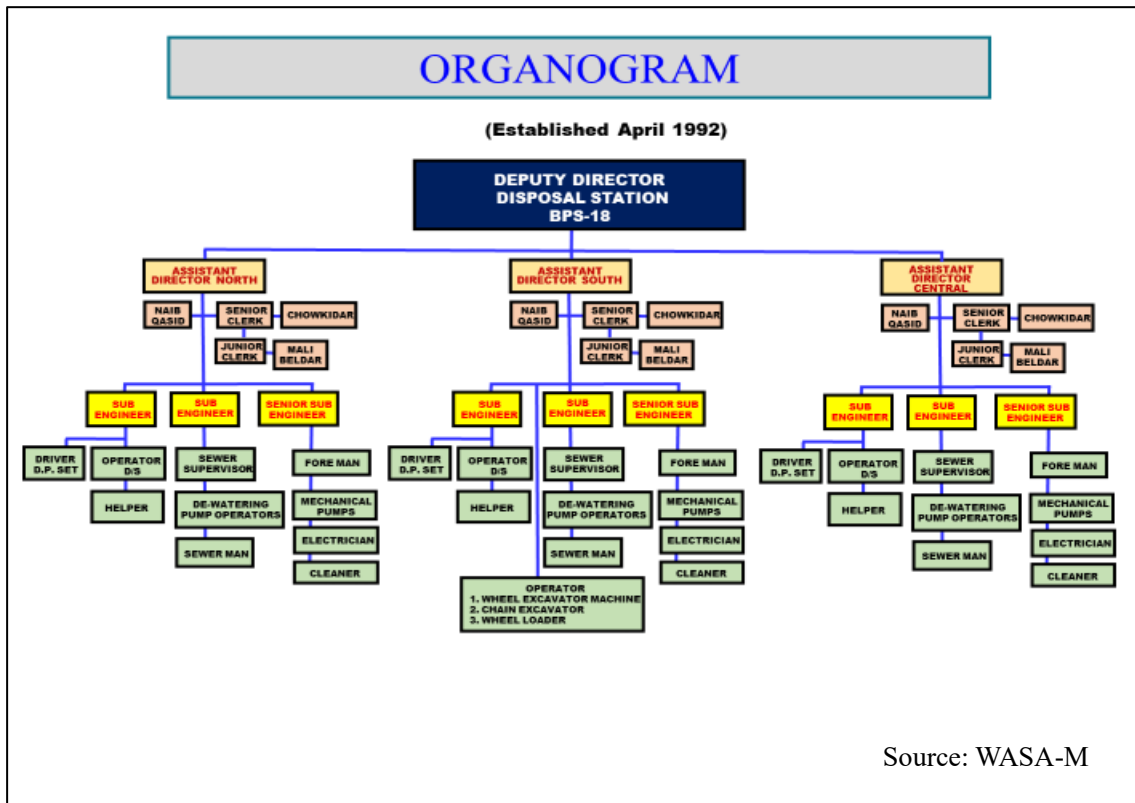 ORGANOGRAM
(Established April 1992)
DEPUTY DIRECTOR
DISPOSAL STATION
BPS-18
ASSISTANT
DIRECTOR NORTH
NAIB
QASID
SENIOR
CLERK
CHOWKIDAR
JUNIOR
CLERK
MALI
BELDAR
SUB
ENGINEER
SUB
ENGINEER
SENIOR SUB
ENGINEER
DRIVER
D.P. SET
OPERATOR
D/S
HELPER
SEWER
SUPERVISOR
DE-WATERING
PUMP OPERATORS
SEWER MAN
FORE MAN
MECHANICAL
PUMPS
ELECTRICIAN
CLEANER
ASSISTANT
DIRECTOR SOUTH
NAIB
QASID
SENIOR
CLERK
CHOWKIDAR
JUNIOR
CLERK
MALI
BELDAR
SUB
ENGINEER
SUB
ENGINEER
SENIOR SUB
ENGINEER
DRIVER
D.P. SET
OPERATOR
D/S
HELPER
SEWER
SUPERVISOR
DE-WATERING
PUMP OPERATORS
SEWER MAN
FORE MAN
MECHANICAL
PUMPS
ELECTRICIAN
CLEANER
OPERATOR
1. WHEEL EXCAVATOR MACHINE
2. CHAIN EXCAVATOR
3. WHEEL LOADER
ASSISTANT
DIRECTOR
CENTRAL
NAIB
QASID
SENIOR
CLERK
CHOWKIDAR
JUNIOR
CLERK
MALI
BELDAR
SUB
ENGINEER
SUB
ENGINEER
SENIOR SUB
ENGINEER
DRIVER
D.P. SET
OPERATOR
D/S
HELPER
SEWER
SUPERVISOR
DE-WATERING
PUMP OPERATORS
SEWER MAN
FORE MAN
MECHANICAL
PUMPS
ELECTRICIAN
CLEANER
Source: WASA-M